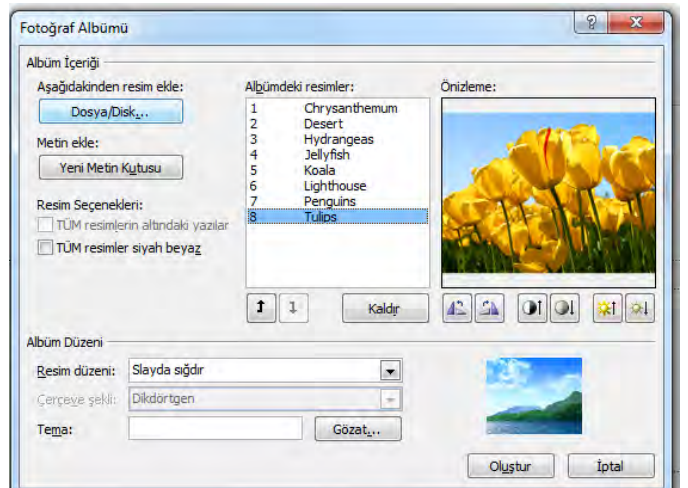 Fotoğraf Albümü
Albüm İçeriği
Aşağıdakinden resim ekle:
Dosya/Disk...
Metin ekle:
Yeni Metin Kutusu
Resim Seçenekleri:
TÜM resimlerin altındaki yazılar
TÜM resimler siyah beyaz
Albümdeki resimler:
1 Chrysanthemum
2 Desert
3 Hydrangeas
4 Jellyfish
5 Koala
6 Lighthouse
7 Penguins
8 Tulips
Kaldır
Önizleme:
Albüm Düzeni
Resim düzeni: Slayda sığdır
Çerçeve şekli: Dikdörtgen
Tema:
Gözat...
Oluştur
İptal